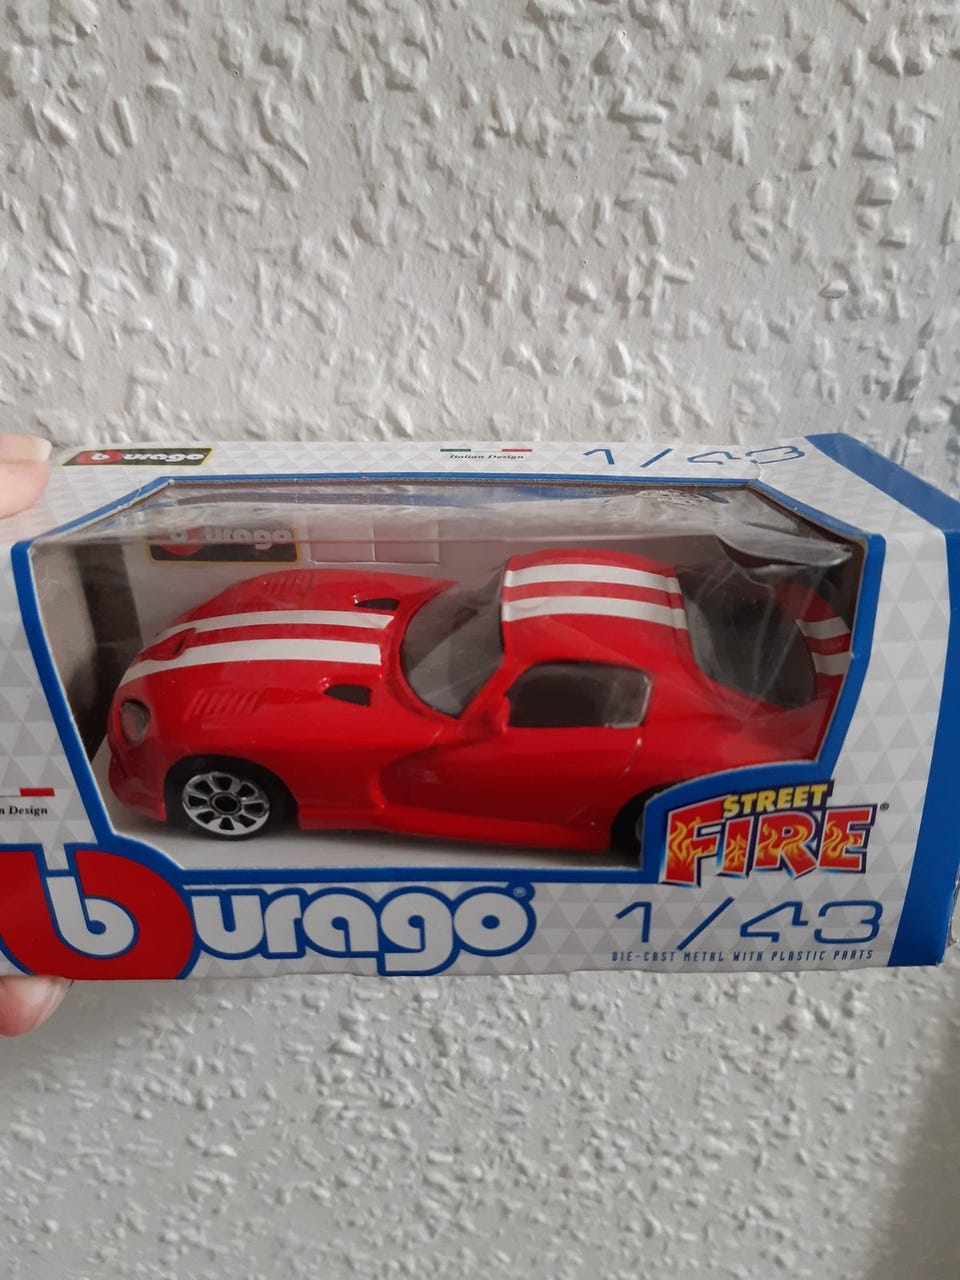 burago
Italian Design
1/43
burago
n Design
STREET
FIRE®
burago®
1/43
DIE-CAST METAL WITH PLASTIC PARTS